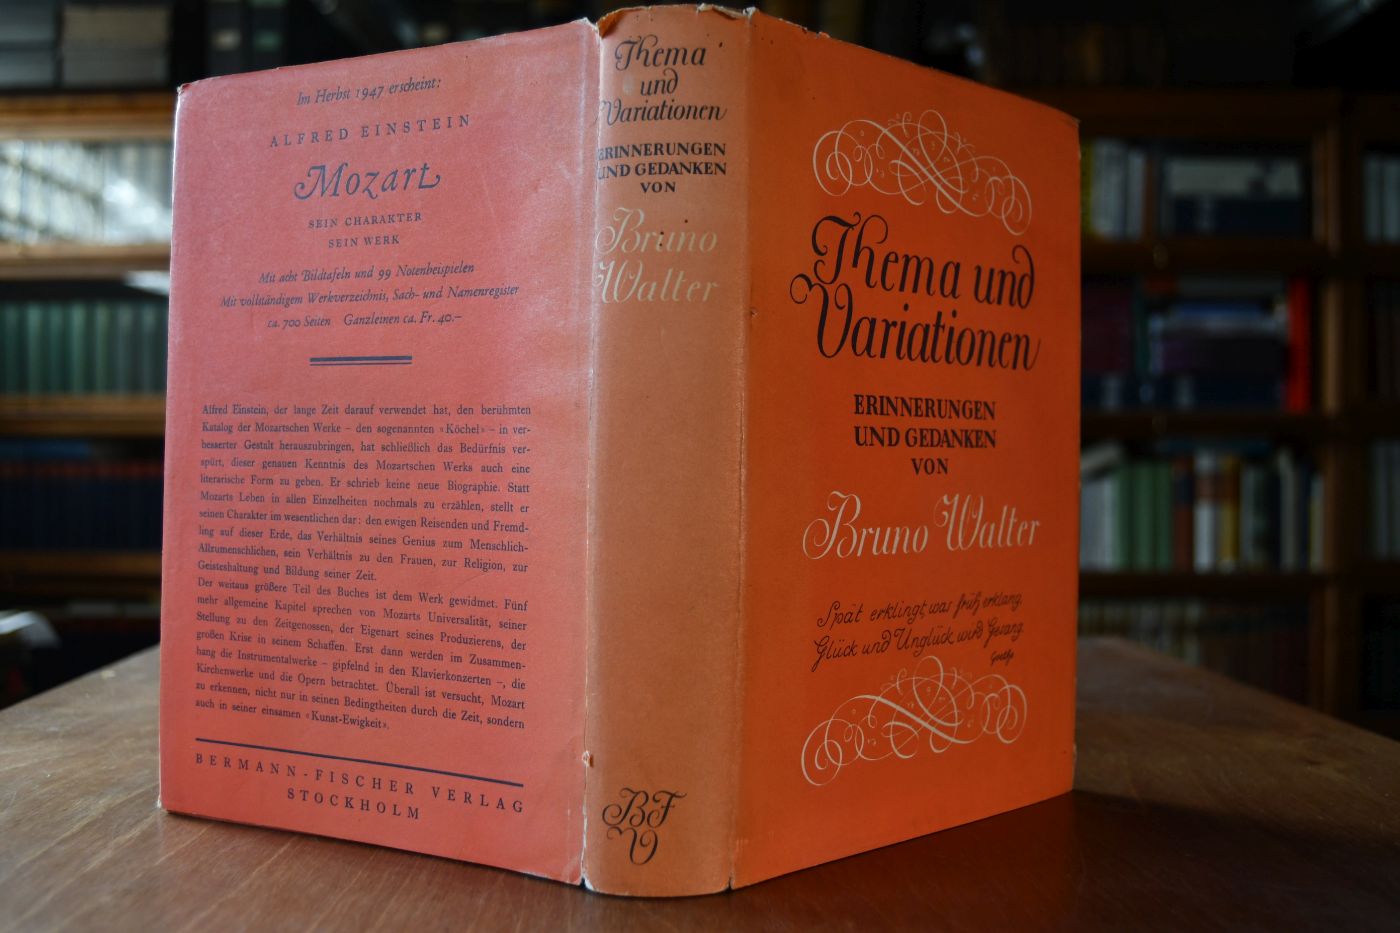 Im Herbst 1947 erscheint:
ALFRED EINSTEIN
Mozart
SEIN CHARAKTER
SEIN WERK
Mit acht Bildtafeln und 99 Notenbeispielen
Mit vollständigem Werkverzeichnis, Sach- und Namenregister
ca. 700 Seiten Ganzleinen ca. Fr. 40.–
Alfred Einstein, der lange Zeit darauf verwendet hat, den berühmten
Katalog der Mozartschen Werke – den sogenannten «Köchel» – in ver-
besserter Gestalt herauszubringen, hat schließlich das Bedürfnis ver-
spürt, dieser genauen Kenntnis des Mozartschen Werks auch eine
literarische Form zu geben. Er schrieb keine neue Biographie. Statt
Mozarts Leben in allen Einzelheiten nochmals zu erzählen, stellt er
seinen Charakter im wesentlichen dar: den ewigen Reisenden und Fremd-
ling auf dieser Erde, das Verhältnis seines Genius zum Menschlich-
Allzumenschlichen, sein Verhältnis zu den Frauen, zur Religion, zur
Geisteshaltung und Bildung seiner Zeit.
Der weitaus größere Teil des Buches ist dem Werk gewidmet. Fünf
mehr allgemeine Kapitel sprechen von Mozarts Universalität, seiner
Stellung zu den Zeitgenossen, der Eigenart seines Produzierens, der
großen Krise in seinem Schaffen. Erst dann werden im Zusammen-
hang die Instrumentalwerke – gipfelnd in den Klavierkonzerten –, die
Kirchenwerke und die Opern betrachtet. Überall ist versucht, Mozart
zu erkennen, nicht nur in seinen Bedingtheiten durch die Zeit, sondern
auch in seiner einsamen «Kunst-Ewigkeit».
BERMANN-FISCHER VERLAG
STOCKHOLM
Thema
und
Variationen
ERINNERUNGEN
UND GEDANKEN
VON
Bruno
Walter
BF
V
Thema und
Variationen
ERINNERUNGEN
UND GEDANKEN
VON
Bruno Walter
Spät erklingt, was früh erklang,
Glück und Unglück wird Gesang.
Goethe